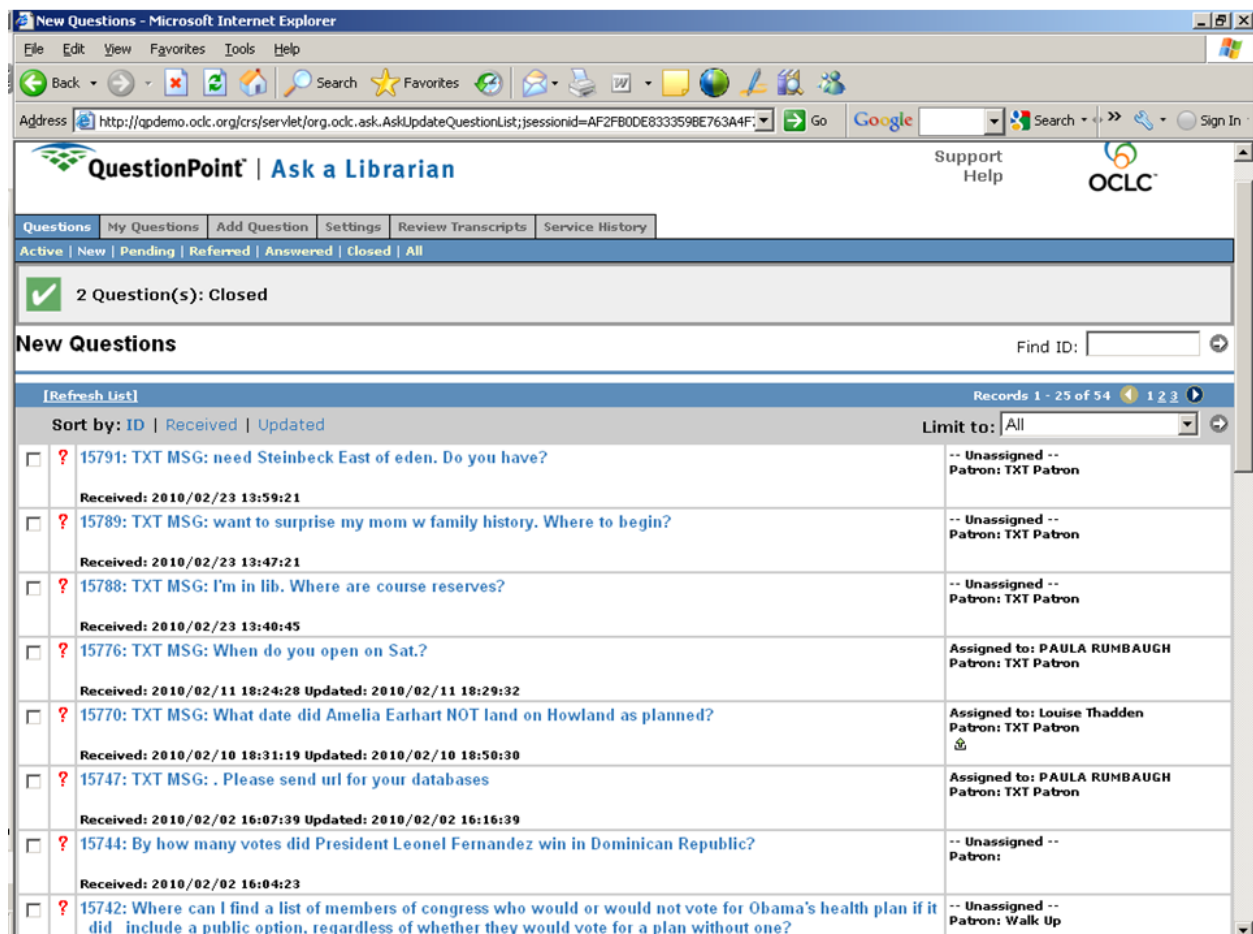 New Questions - Microsoft Internet Explorer
File Edit View Favorites Tools Help
Back Search Favorites
Address http://qpdemo.oclc.org/crs/servlet/org.oclc.ask.AskUpdateQuestionList;jsessionid=AF2FB0DE833359BE763A4F Go Google Search Sign In
QuestionPoint | Ask a Librarian Support Help OCLC
Questions My Questions Add Question Settings Review Transcripts Service History
Active | New | Pending | Referred | Answered | Closed | All
2 Question(s): Closed
New Questions Find ID:
[Refresh List] Records 1 - 25 of 54 1 2 3
Sort by: ID | Received | Updated Limit to: All
? 15791: TXT MSG: need Steinbeck East of eden. Do you have? -- Unassigned --
Patron: TXT Patron
Received: 2010/02/23 13:59:21
? 15789: TXT MSG: want to surprise my mom w family history. Where to begin? -- Unassigned --
Patron: TXT Patron
Received: 2010/02/23 13:47:21
? 15788: TXT MSG: I'm in lib. Where are course reserves? -- Unassigned --
Patron: TXT Patron
Received: 2010/02/23 13:40:45
? 15776: TXT MSG: When do you open on Sat.? Assigned to: PAULA RUMBAUGH
Patron: TXT Patron
Received: 2010/02/11 18:24:28 Updated: 2010/02/11 18:29:32
? 15770: TXT MSG: What date did Amelia Earhart NOT land on Howland as planned? Assigned to: Louise Thadden
Patron: TXT Patron
Received: 2010/02/10 18:31:19 Updated: 2010/02/10 18:50:30
? 15747: TXT MSG: . Please send url for your databases Assigned to: PAULA RUMBAUGH
Patron: TXT Patron
Received: 2010/02/02 16:07:39 Updated: 2010/02/02 16:16:39
? 15744: By how many votes did President Leonel Fernandez win in Dominican Republic? -- Unassigned --
Patron:
Received: 2010/02/02 16:04:23
? 15742: Where can I find a list of members of congress who would or would not vote for Obama's health plan if it -- Unassigned --
did include a public option, regardless of whether they would vote for a plan without one? Patron: Walk Up